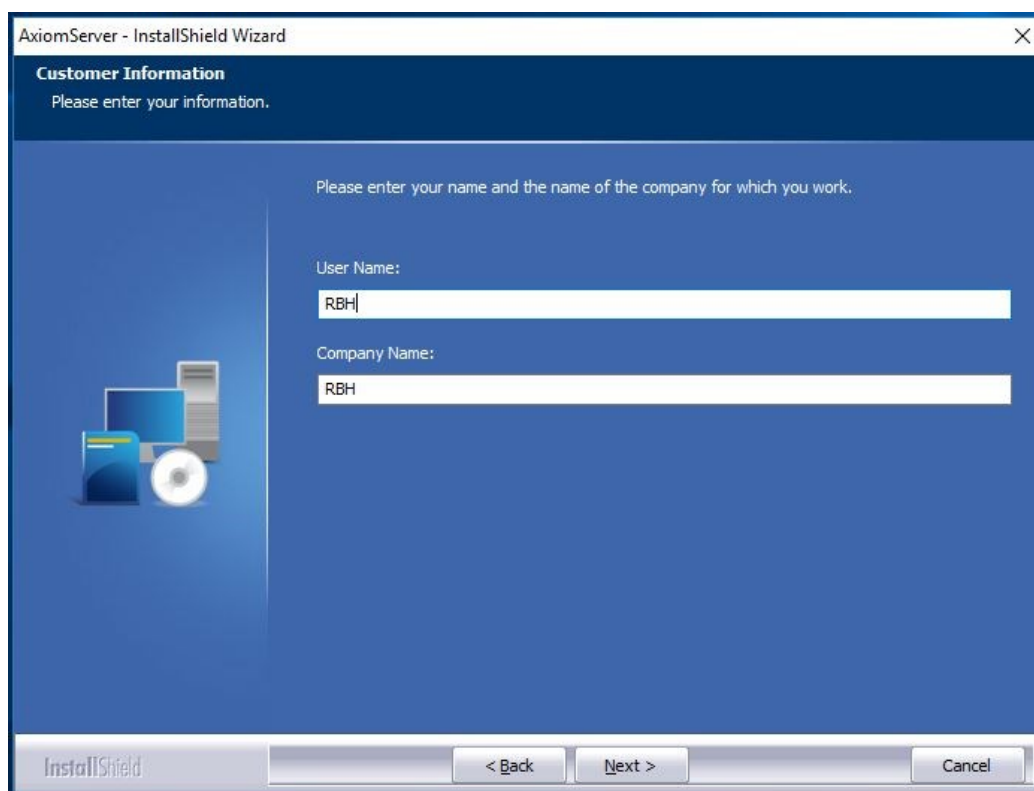 AxiomServer - InstallShield Wizard
Customer Information
Please enter your information.
Please enter your name and the name of the company for which you work.
User Name:
RBH
Company Name:
RBH
InstallShield
< Back
Next >
Cancel